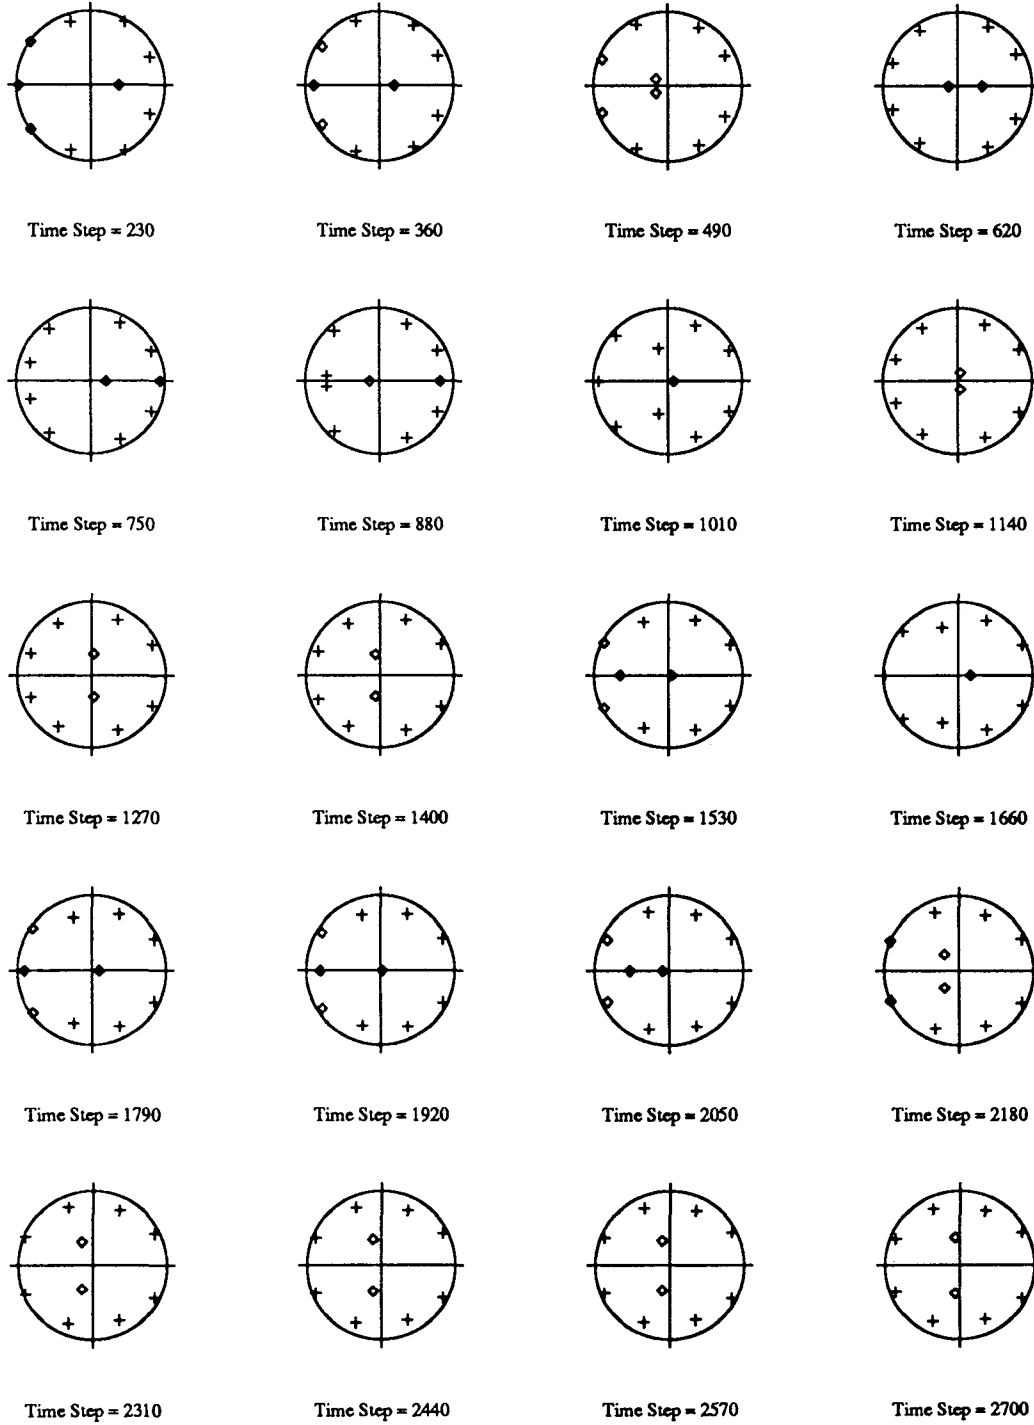 Time Step = 230
Time Step = 360
Time Step = 490
Time Step = 620
Time Step = 750
Time Step = 880
Time Step = 1010
Time Step = 1140
Time Step = 1270
Time Step = 1400
Time Step = 1530
Time Step = 1660
Time Step = 1790
Time Step = 1920
Time Step = 2050
Time Step = 2180
Time Step = 2310
Time Step = 2440
Time Step = 2570
Time Step = 2700